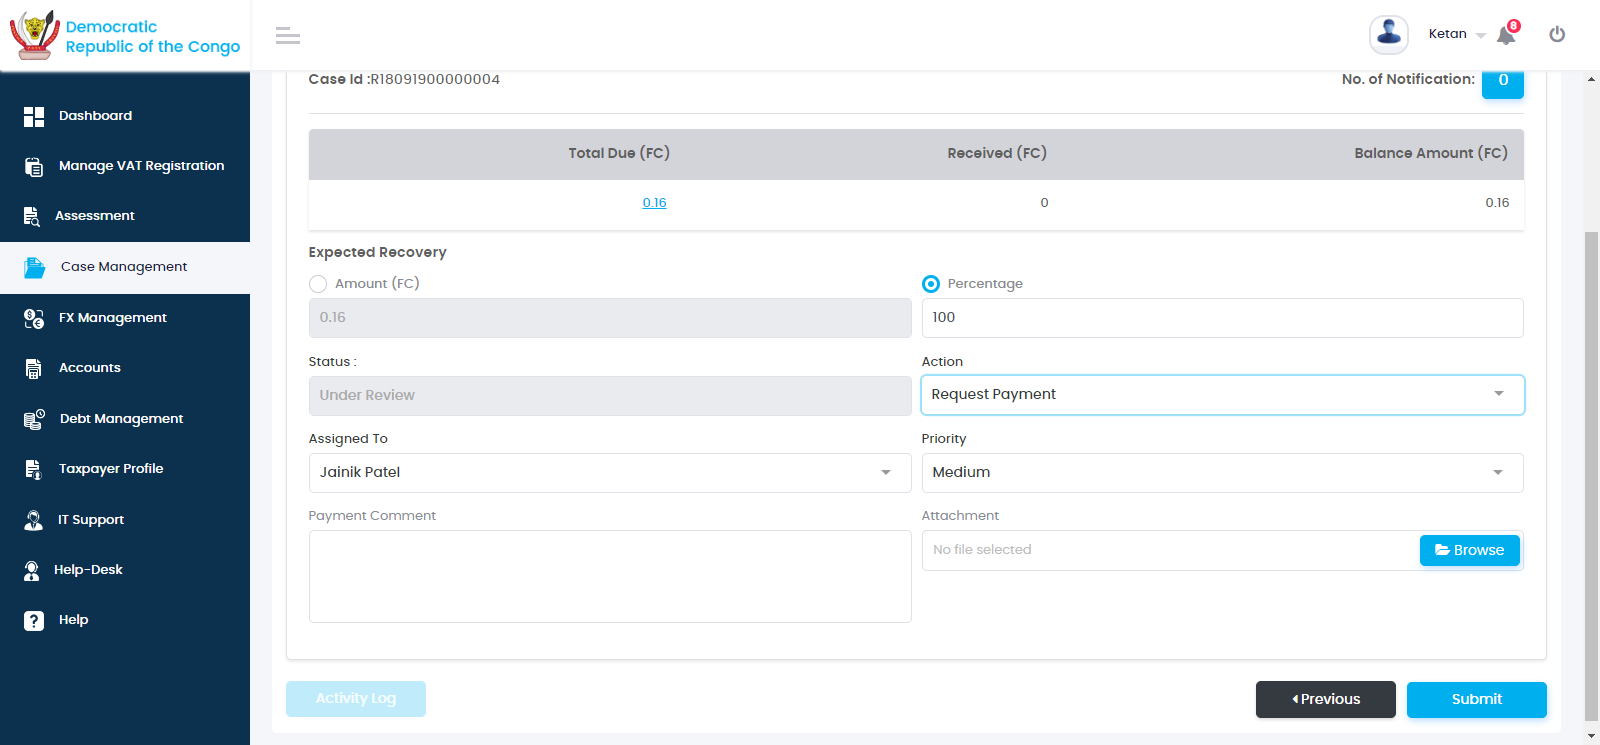 Democratic
Republic of the Congo
Ketan
8
Dashboard
Manage VAT Registration
Assessment
Case Management
FX Management
Accounts
Debt Management
Taxpayer Profile
IT Support
Help-Desk
Help
Case Id :R18091900000004
No. of Notification: 0
Total Due (FC) Received (FC) Balance Amount (FC)
0.16 0 0.16
Expected Recovery
Amount (FC) Percentage
0.16 100
Status : Action
Under Review Request Payment
Assigned To Priority
Jainik Patel Medium
Payment Comment Attachment
No file selected Browse
Activity Log Previous Submit